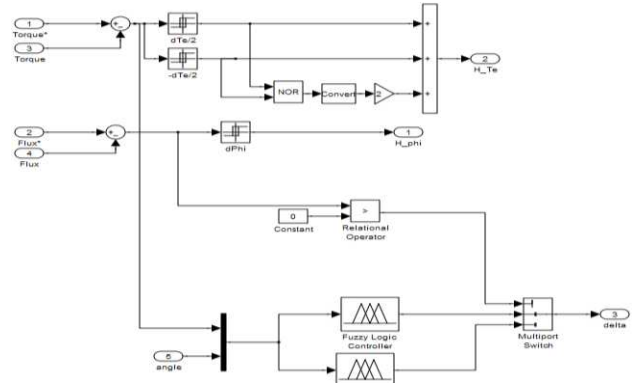 1
Torque*
3
Torque
dTe/2
-dTe/2
NOR
Convert
2
2
H_Te
2
Flux*
4
Flux
dPhi
1
H_phi
0
Constant
>
Relational
Operator
5
angle
Fuzzy Logic
Controller
Multiport
Switch
3
delta